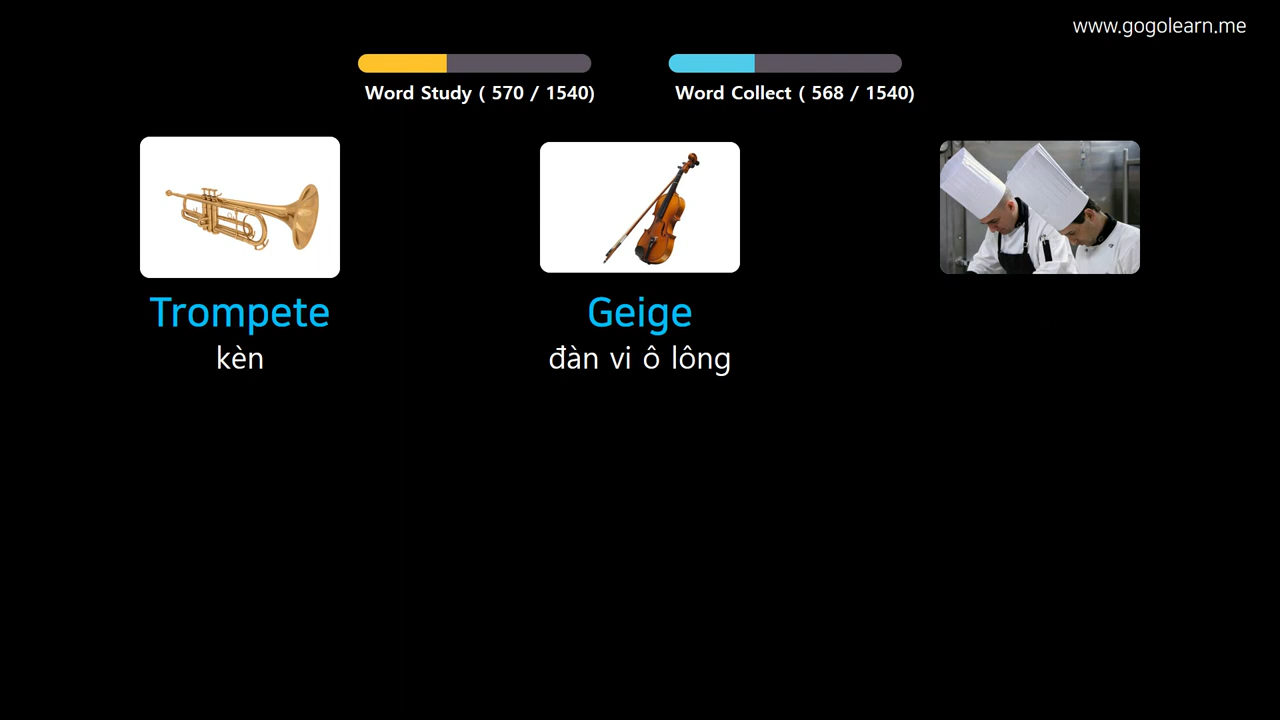 www.gogolearn.me
Word Study ( 570 / 1540)
Word Collect ( 568 / 1540)
Trompete
kèn
Geige
đàn vi ô lông